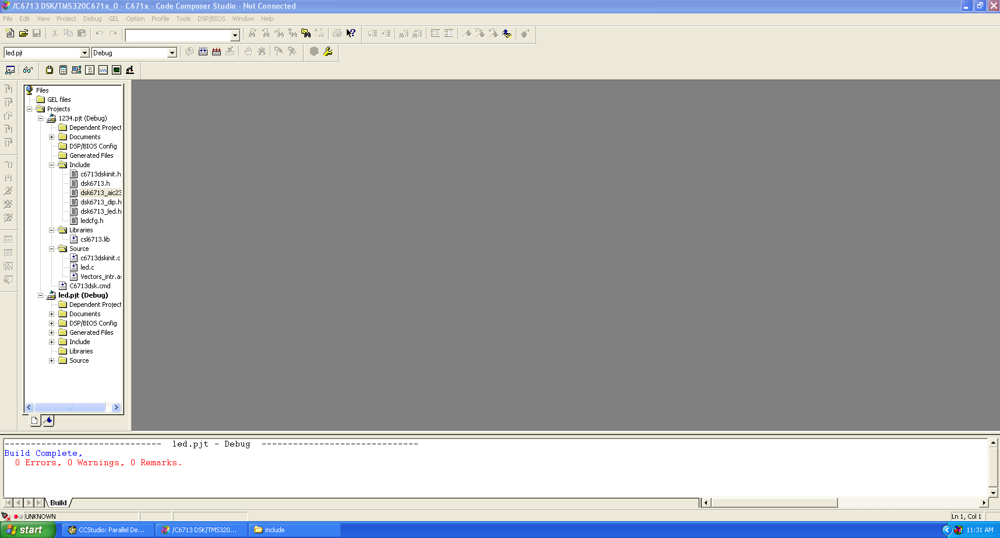 /C6713 DSK/TMS320C671x_0 - C671x - Code Composer Studio - Not Connected
File Edit View Project Debug GEL Option Profile Tools DSP/BIOS Window Help
led.pjt Debug
Files
GEL files
Projects
1234.pjt (Debug)
Dependent Project
Documents
DSP/BIOS Config
Generated Files
Include
c6713dskinit.h
dsk6713.h
dsk6713_aic23
dsk6713_dip.h
dsk6713_led.h
ledcfg.h
Libraries
csl6713.lib
Source
c6713dskinit.c
led.c
Vectors_intr.as
C6713dsk.cmd
led.pjt (Debug)
Dependent Project
Documents
DSP/BIOS Config
Generated Files
Include
Libraries
Source
------------------------------ led.pjt - Debug ------------------------------
Build Complete,
0 Errors, 0 Warnings, 0 Remarks.
Build
UNKNOWN Ln 1, Col 1
start CCStudio: Parallel De... /C6713 DSK/TMS320... include 11:31 AM